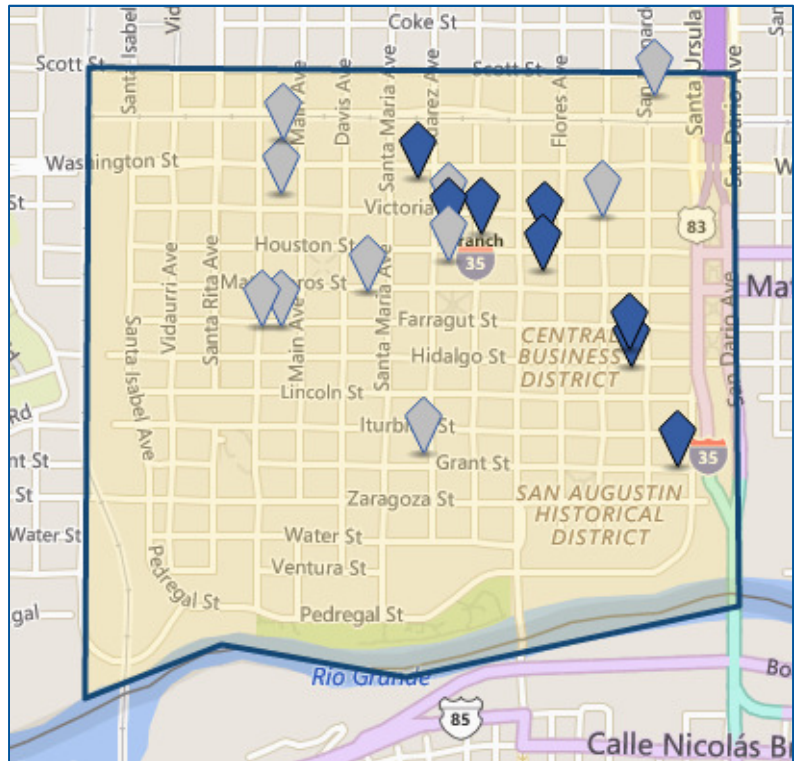 Coke St
Santa Isabel
Vid
Scott St
Scott St
Main Ave
Davis Ave
Santa Maria Ave
Flores Ave
Santa Ursula
San Dario Ave
San
Washington St
W
St
Victoria
83
Houston St
ranch
35
Vidaurri Ave
Santa Rita Ave
Santa Maria Ave
Main Ave
Ma
Farragut St
CENTRAL
BUSINESS
DISTRICT
Hidalgo St
San Dario Ave
Santa Isabel Ave
Lincoln St
Rd
St
nt St
Grant St
35
St
Zaragoza St
SAN AUGUSTIN
HISTORICAL
DISTRICT
Water St
Water St
Ventura St
Pedregal St
gal
Pedregal St
Rio Grande
Bo
85
Calle Nicolás B